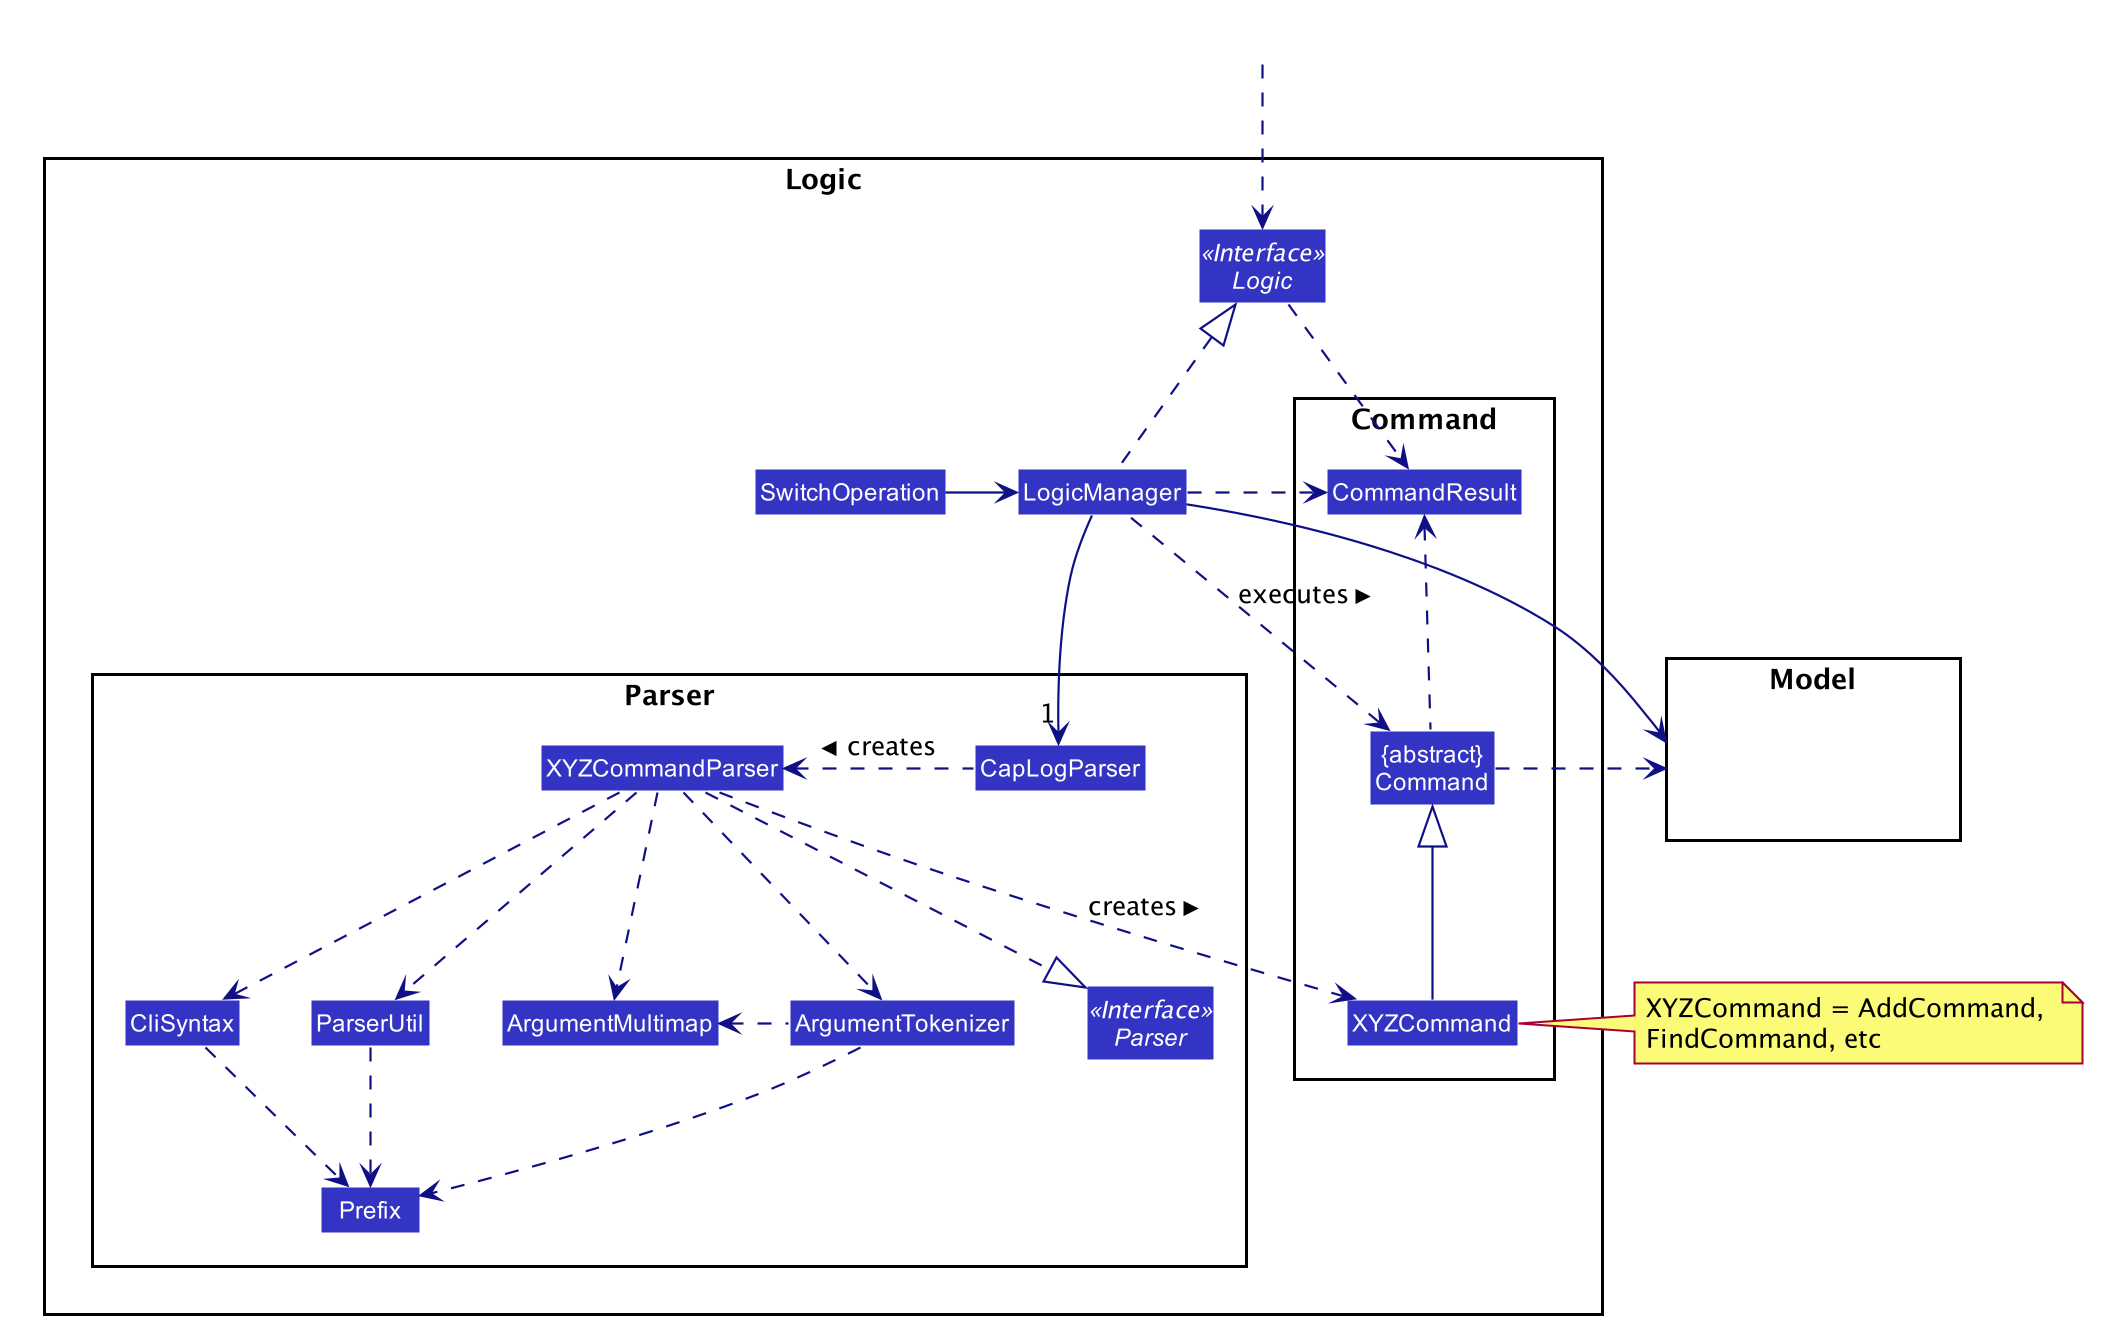 Logic
«Interface»
Logic
Command
SwitchOperation
LogicManager
CommandResult
executes ►
Parser
Model
1
◄ creates
XYZCommandParser
CapLogParser
{abstract}
Command
creates ►
CliSyntax
ParserUtil
ArgumentMultimap
ArgumentTokenizer
«Interface»
Parser
XYZCommand
XYZCommand = AddCommand,
FindCommand, etc
Prefix